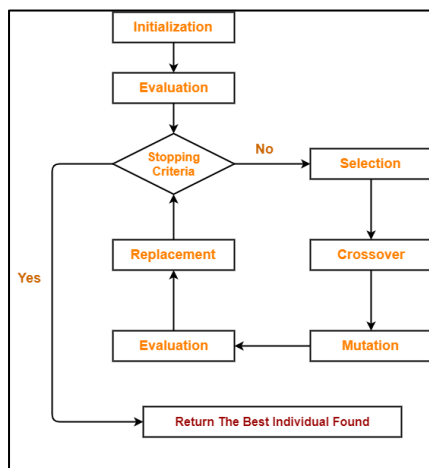 Initialization
Evaluation
Stopping
Criteria
No
Selection
Replacement
Crossover
Yes
Evaluation
Mutation
Return The Best Individual Found